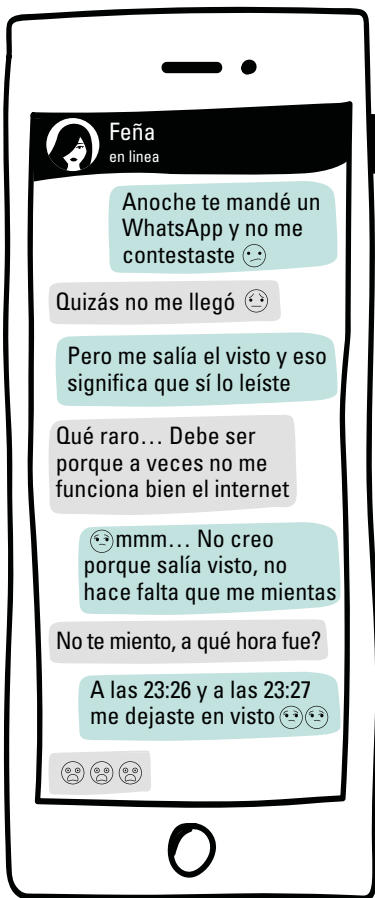 Feña
en linea
Anoche te mandé un
WhatsApp y no me
contestaste 🫤
Quizás no me llegó 😔
Pero me salía el visto y eso
significa que sí lo leíste
Qué raro... Debe ser
porque a veces no me
funciona bien el internet
😒mmm... No creo
porque salía visto, no
hace falta que me mientas
No te miento, a qué hora fue?
A las 23:26 y a las 23:27
me dejaste en visto 😒😒
😨😨😨